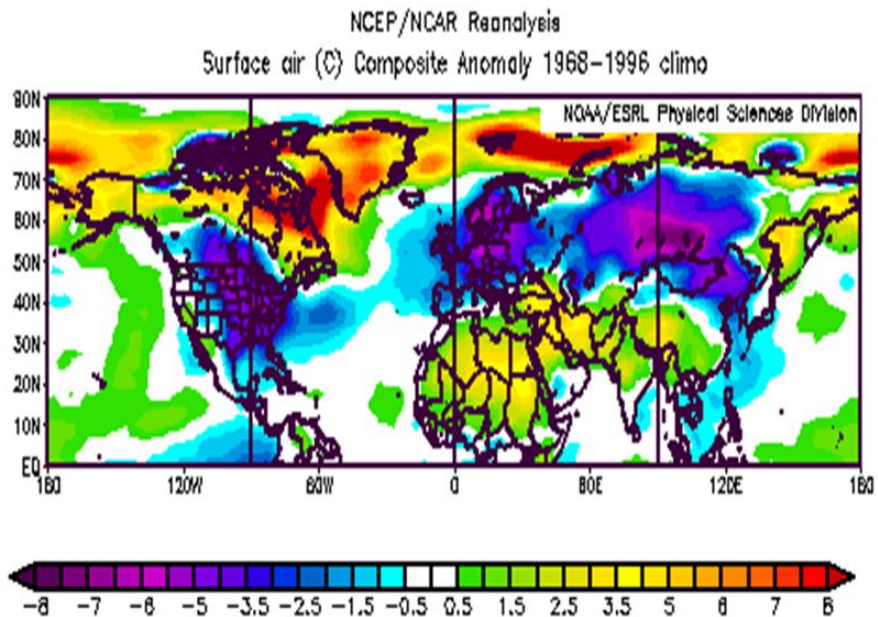 NCEP/NCAR Reanalysis
Surface air (C) Composite Anomaly 1968-1996 climo
NOAA/ESRL Physical Sciences Division
90N
80N
70N
60N
50N
40N
30N
20N
10N
EQ
180 120W 60W 0 60E 120E 180
-8 -7 -6 -5 -3.5 -2.5 -1.5 -0.5 0.5 1.5 2.5 3.5 5 6 7 8